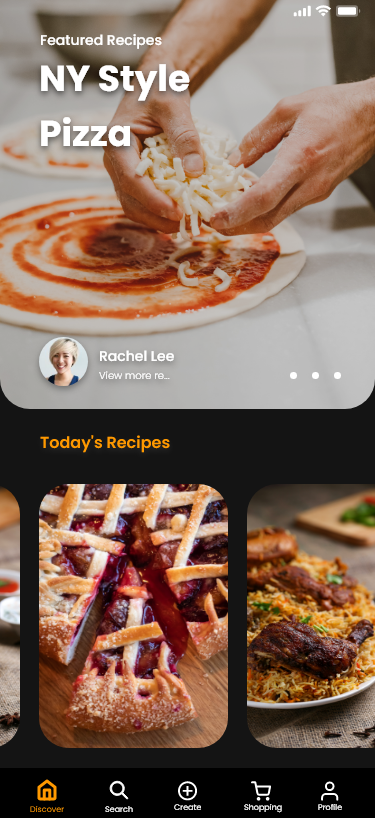 Featured Recipes
NY Style
Pizza
Rachel Lee
View more re...
Today's Recipes
Discover
Search
Create
Shopping
Profile